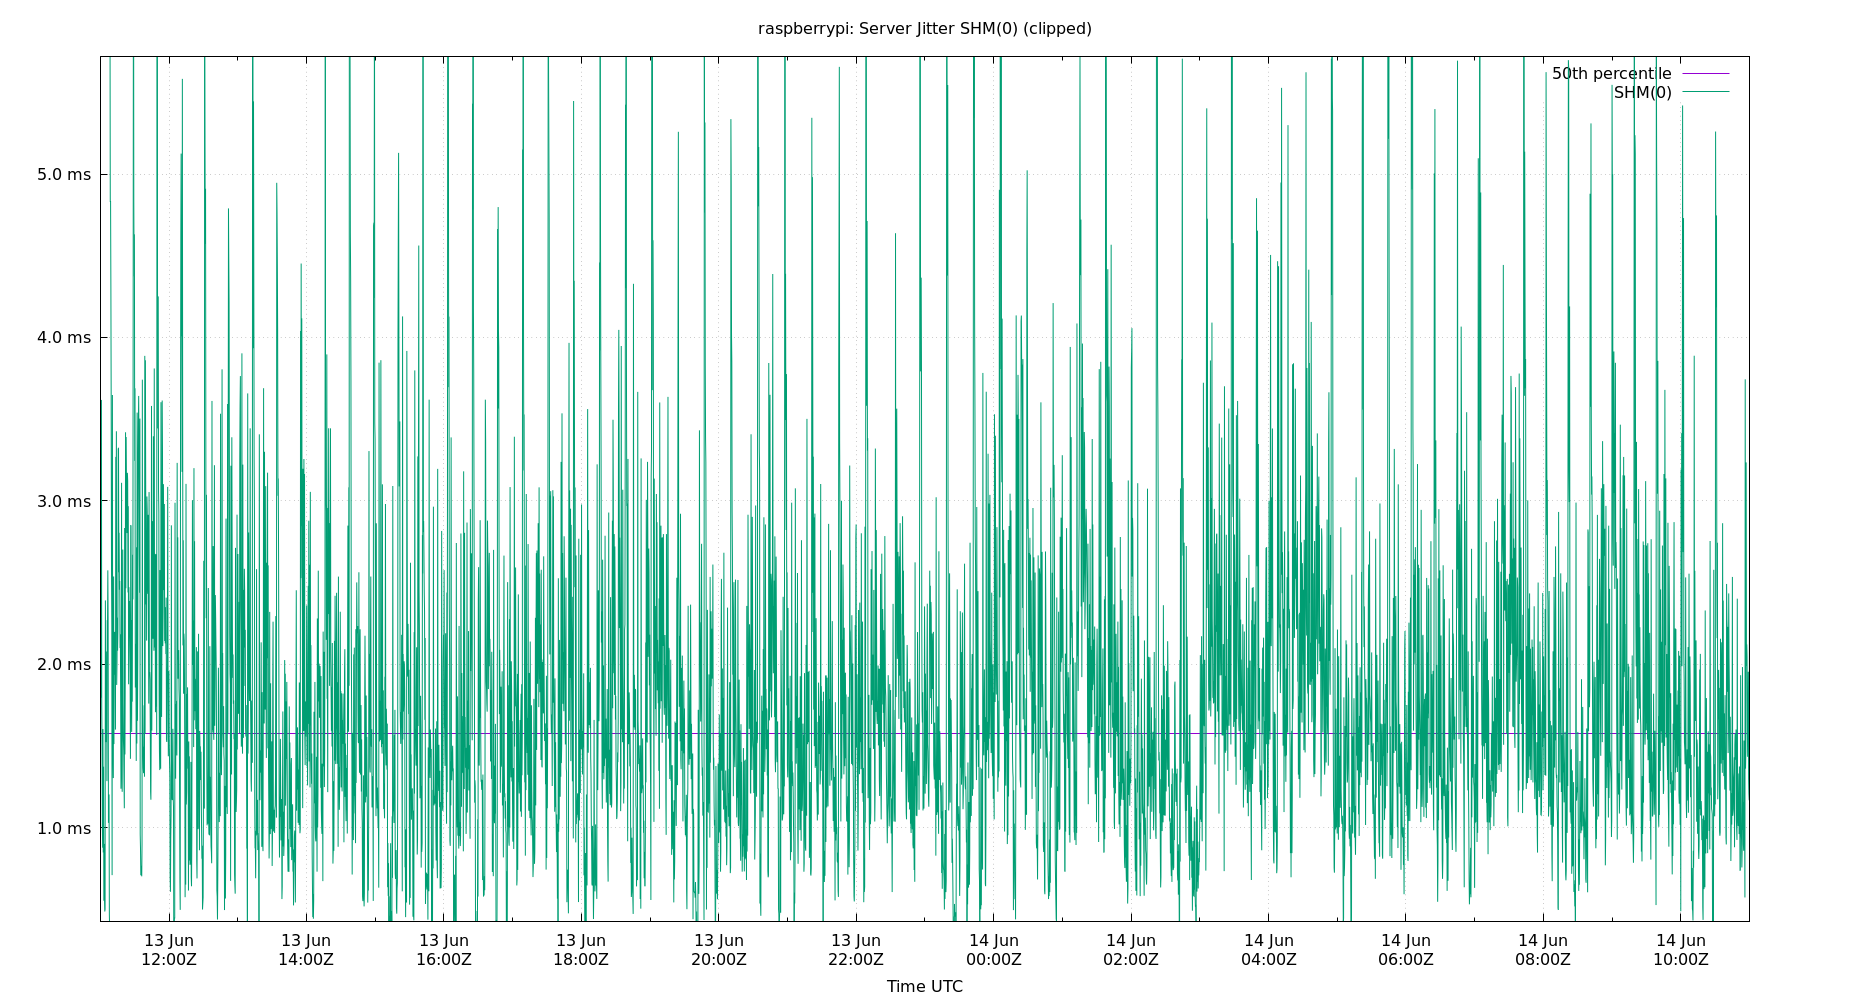 raspberrypi: Server Jitter SHM(0) (clipped)
50th percentile
SHM(0)
5.0 ms
4.0 ms
3.0 ms
2.0 ms
1.0 ms
13 Jun 13 Jun 13 Jun 13 Jun 13 Jun 13 Jun 14 Jun 14 Jun 14 Jun 14 Jun 14 Jun 14 Jun
12:00Z 14:00Z 16:00Z 18:00Z 20:00Z 22:00Z 00:00Z 02:00Z 04:00Z 06:00Z 08:00Z 10:00Z
Time UTC